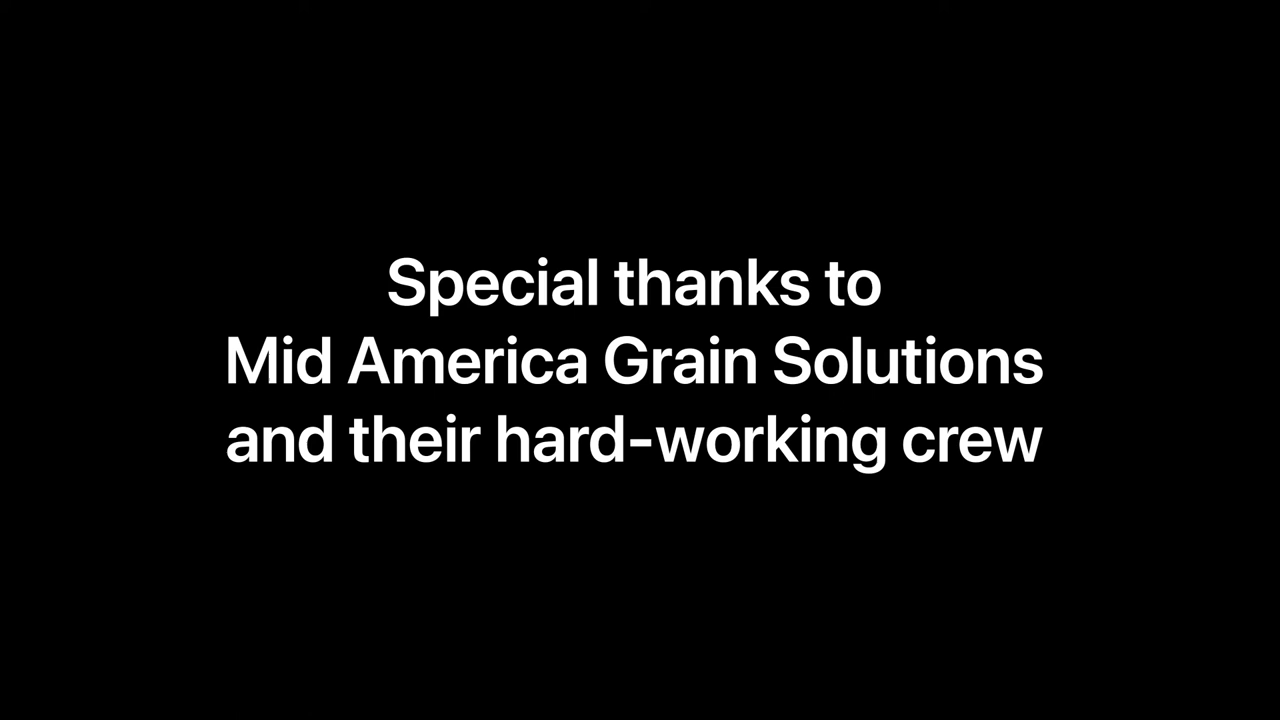 Special thanks to
Mid America Grain Solutions
and their hard-working crew